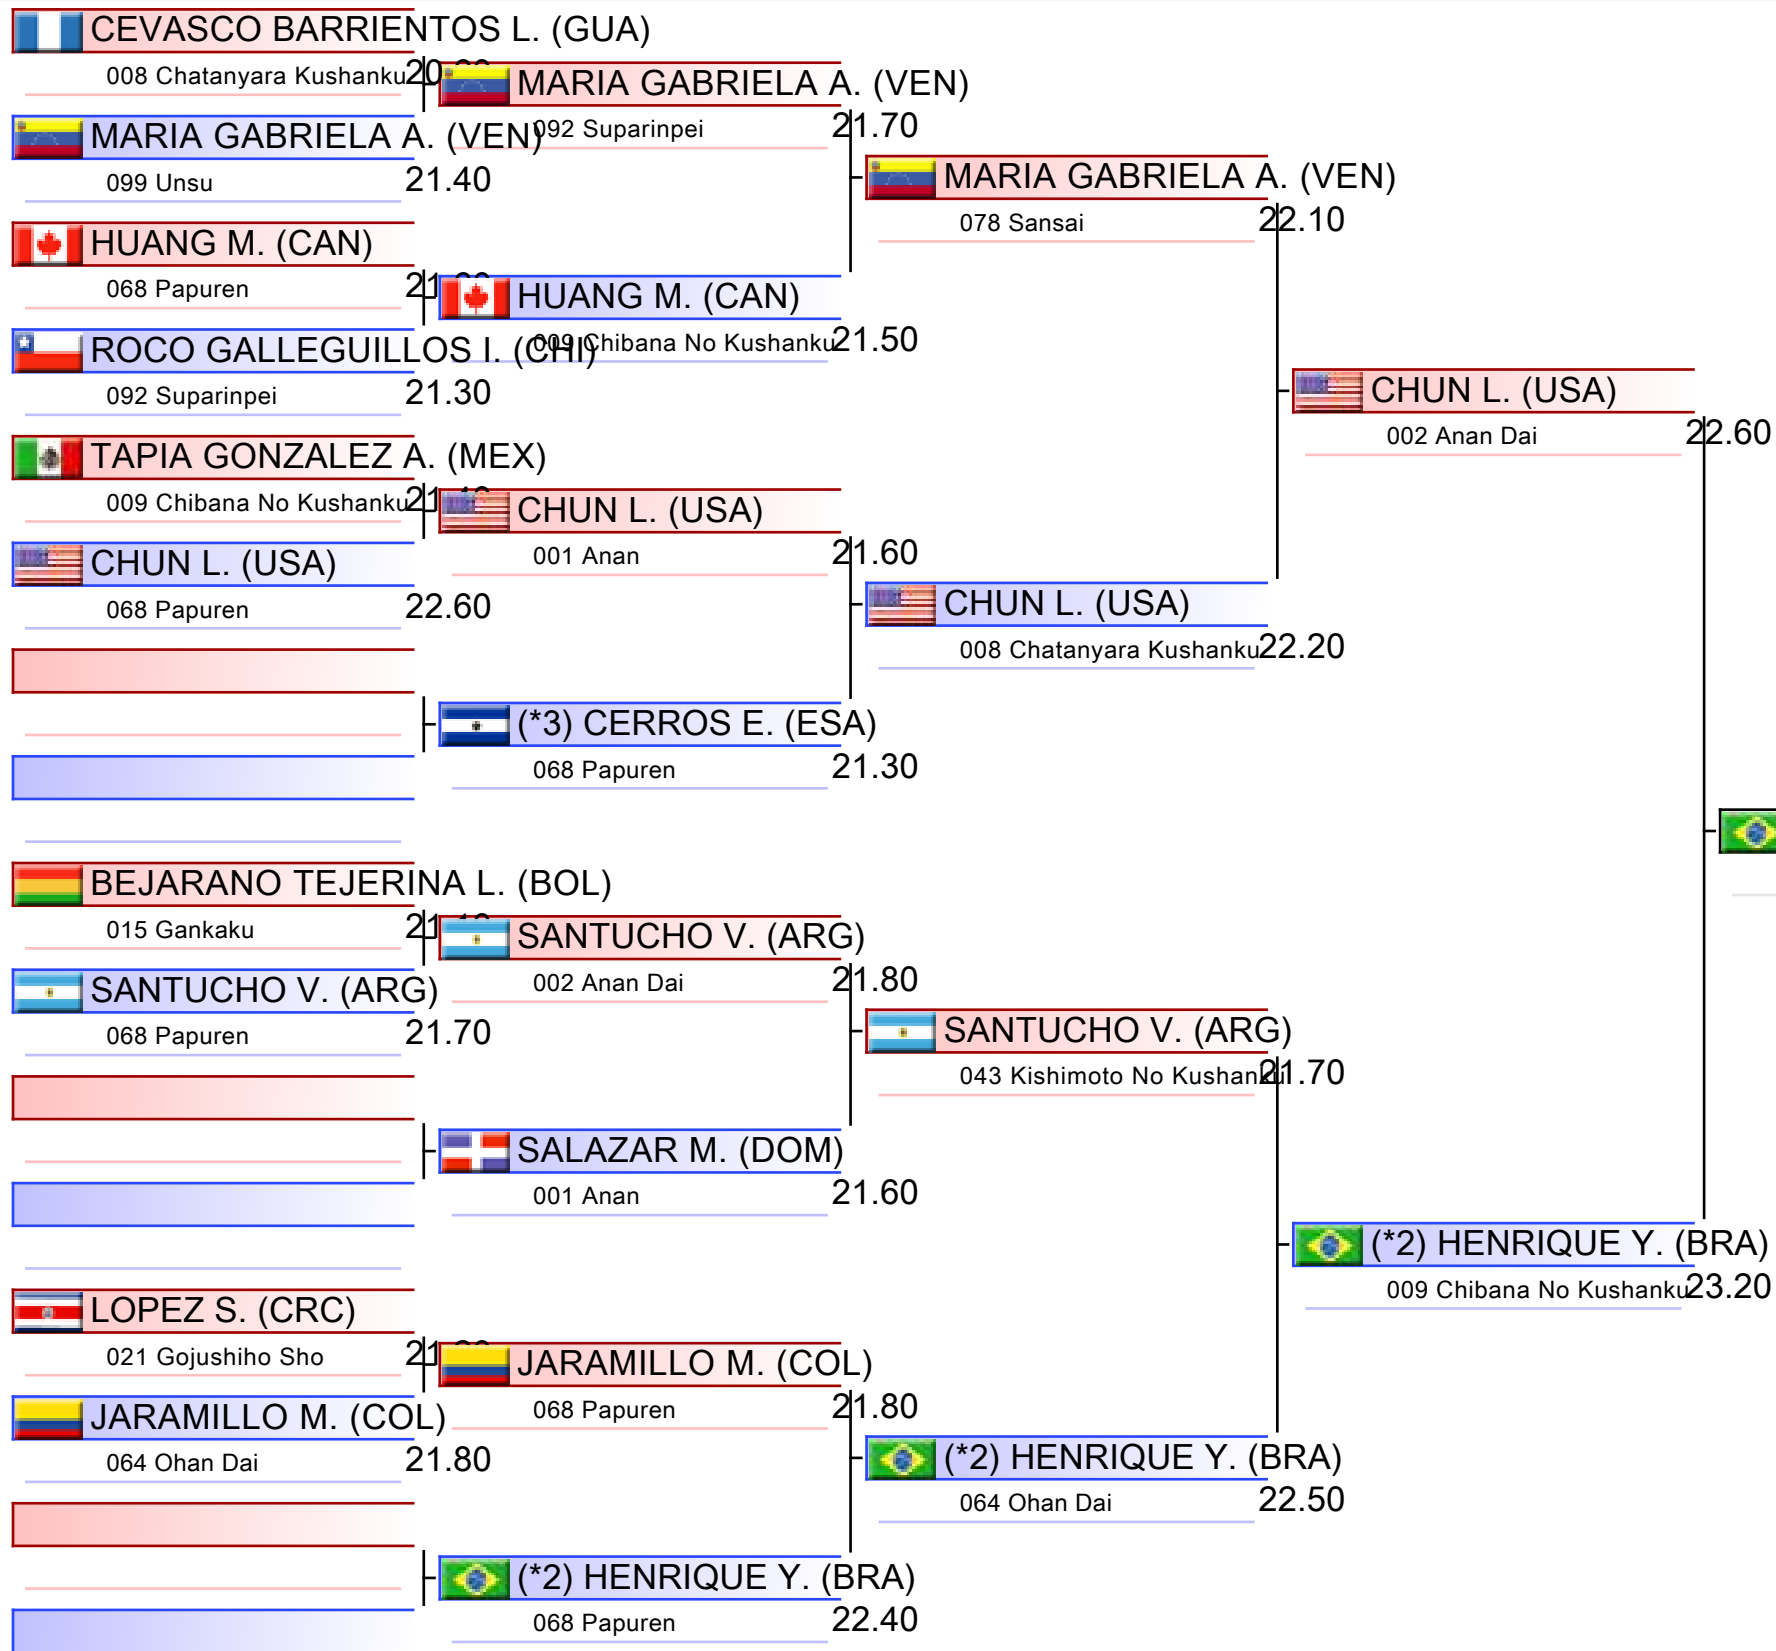 CEVASCO BARRIENTOS L. (GUA)
008 Chatanyara Kushanku
MARIA GABRIELA A. (VEN)
099 Unsu 21.40
HUANG M. (CAN)
068 Papuren
ROCO GALLEGUILLOS I. (CHI)
092 Suparinpei 21.30
TAPIA GONZALEZ A. (MEX)
009 Chibana No Kushanku
CHUN L. (USA)
068 Papuren 22.60
BEJARANO TEJERINA L. (BOL)
015 Gankaku
SANTUCHO V. (ARG)
068 Papuren 21.70
LOPEZ S. (CRC)
021 Gojushiho Sho
JARAMILLO M. (COL)
064 Ohan Dai 21.80
MARIA GABRIELA A. (VEN)
092 Suparinpei 21.70
HUANG M. (CAN)
009 Chibana No Kushanku 21.50
CHUN L. (USA)
001 Anan 21.60
(*3) CERROS E. (ESA)
068 Papuren 21.30
SANTUCHO V. (ARG)
002 Anan Dai 21.80
SALAZAR M. (DOM)
001 Anan 21.60
JARAMILLO M. (COL)
068 Papuren 21.80
(*2) HENRIQUE Y. (BRA)
068 Papuren 22.40
MARIA GABRIELA A. (VEN)
078 Sansai 22.10
CHUN L. (USA)
008 Chatanyara Kushanku 22.20
SANTUCHO V. (ARG)
043 Kishimoto No Kushanku 21.70
(*2) HENRIQUE Y. (BRA)
064 Ohan Dai 22.50
CHUN L. (USA)
002 Anan Dai 22.60
(*2) HENRIQUE Y. (BRA)
009 Chibana No Kushanku 23.20